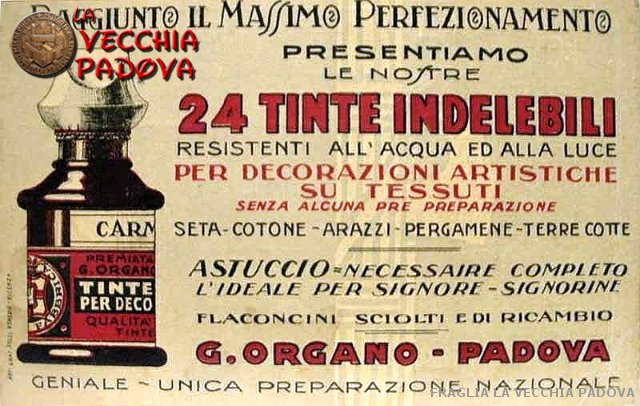 RAGGIUNTO IL MASSIMO PERFEZIONAMENTO
LA
VECCHIA
PADOVA
PRESENTIAMO
LE NOSTRE
24 TINTE INDELEBILI
RESISTENTI ALL'ACQUA ED ALLA LUCE
PER DECORAZIONI ARTISTICHE
SU TESSUTI
SENZA ALCUNA PRE PREPARAZIONE
SETA-COTONE-ARAZZI-PERGAMENE-TERRE COTTE
ASTUCCIO=NECESSAIRE COMPLETO
L'IDEALE PER SIGNORE-SIGNORINE
FLACONCINI SCIOLTI E DI RICAMBIO
G. ORGANO - PADOVA
GENIALE - UNICA PREPARAZIONE NAZIONALE
CARM
PREMIATA
G. ORGANO
TINTE
PER DECO
QUALITA'
TINTE
FABBRI
FRAGLIA LA VECCHIA PADOVA